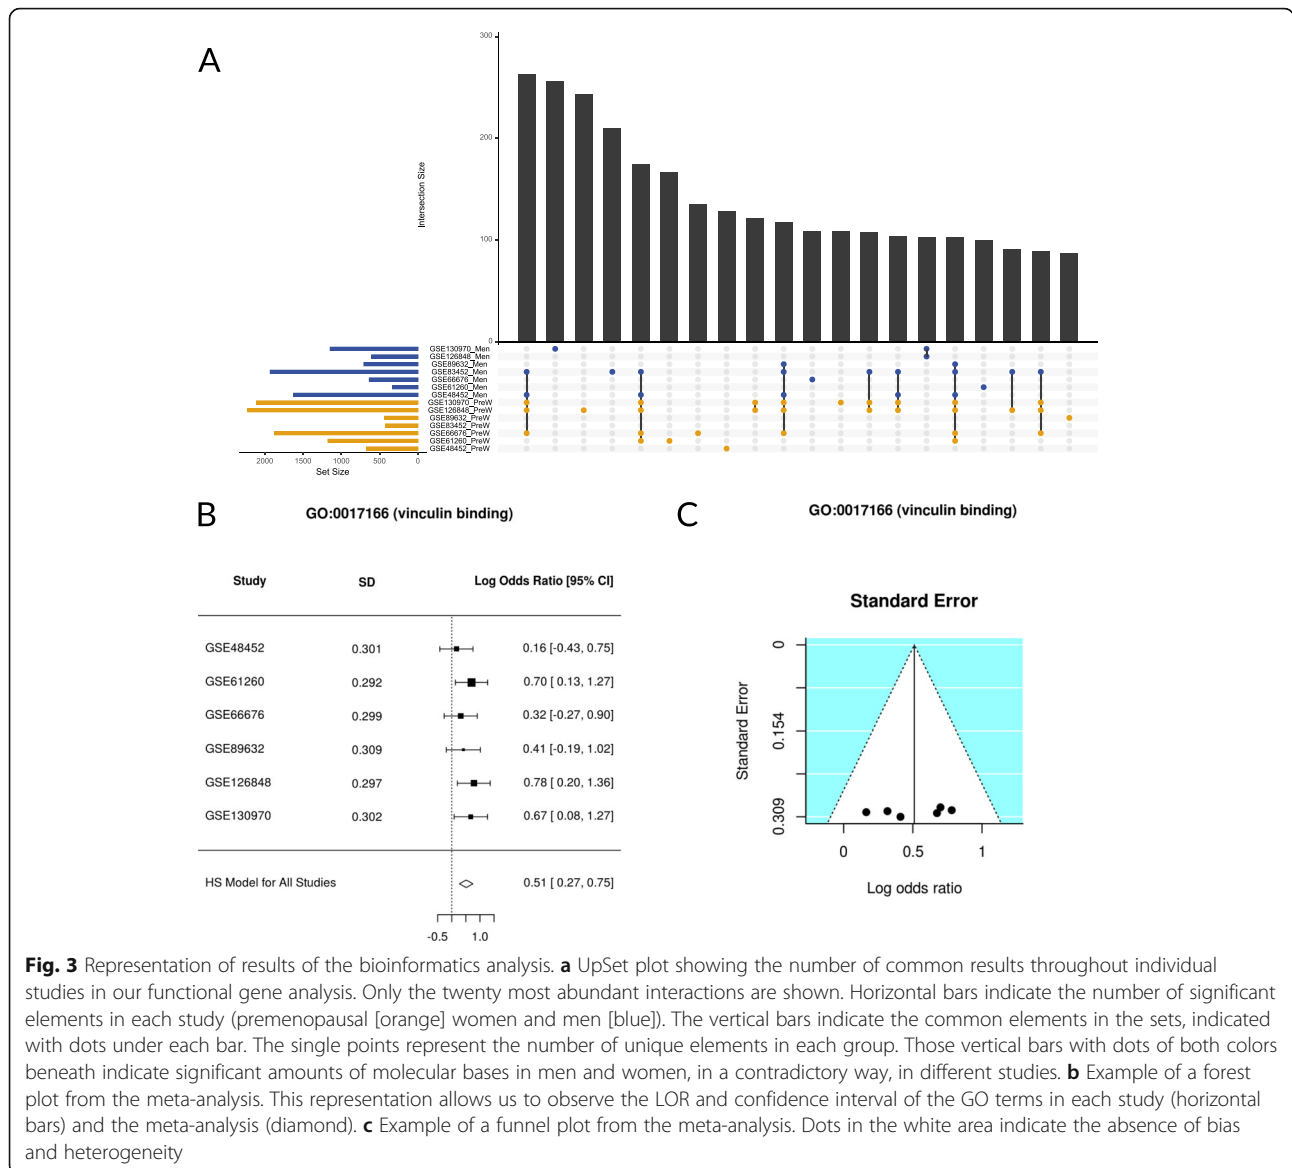 A
300
200
100
0
Intersection Size
GSE130970_Men
GSE126848_Men
GSE89632_Men
GSE83452_Men
GSE66676_Men
GSE61260_Men
GSE48452_Men
GSE130970_PreW
GSE126848_PreW
GSE89632_PreW
GSE83452_PreW
GSE66676_PreW
GSE61260_PreW
GSE48452_PreW
2000 1500 1000 500 0
Set Size
B
GO:0017166 (vinculin binding)
Study SD Log Odds Ratio [95% CI]
GSE48452 0.301 0.16 [-0.43, 0.75]
GSE61260 0.292 0.70 [ 0.13, 1.27]
GSE66676 0.299 0.32 [-0.27, 0.90]
GSE89632 0.309 0.41 [-0.19, 1.02]
GSE126848 0.297 0.78 [ 0.20, 1.36]
GSE130970 0.302 0.67 [ 0.08, 1.27]
HS Model for All Studies 0.51 [ 0.27, 0.75]
-0.5 1.0
C
GO:0017166 (vinculin binding)
Standard Error
Standard Error
0
0.154
0.309
0 0.5 1
Log odds ratio
Fig. 3 Representation of results of the bioinformatics analysis. a UpSet plot showing the number of common results throughout individual
studies in our functional gene analysis. Only the twenty most abundant interactions are shown. Horizontal bars indicate the number of significant
elements in each study (premenopausal [orange] women and men [blue]). The vertical bars indicate the common elements in the sets, indicated
with dots under each bar. The single points represent the number of unique elements in each group. Those vertical bars with dots of both colors
beneath indicate significant amounts of molecular bases in men and women, in a contradictory way, in different studies. b Example of a forest
plot from the meta-analysis. This representation allows us to observe the LOR and confidence interval of the GO terms in each study (horizontal
bars) and the meta-analysis (diamond). c Example of a funnel plot from the meta-analysis. Dots in the white area indicate the absence of bias
and heterogeneity